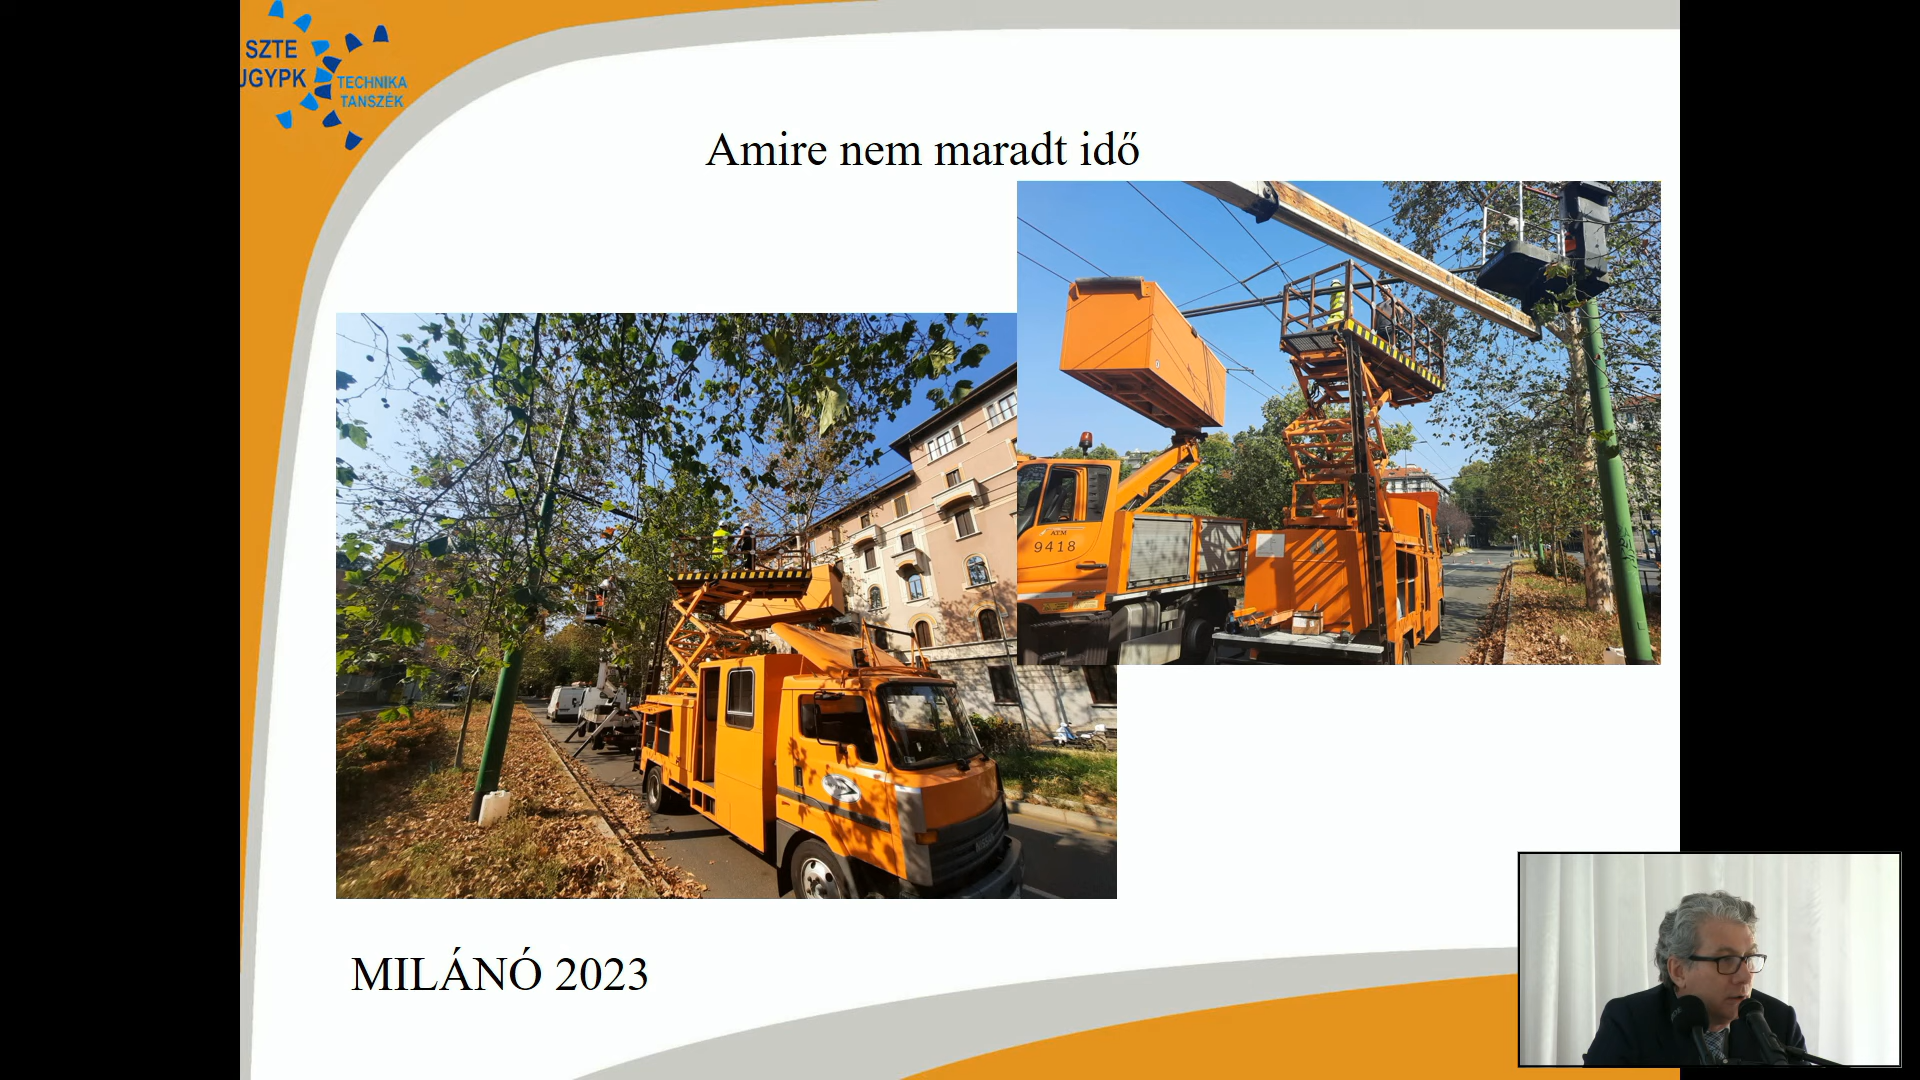 SZTE
JGYPK
TECHNIKA
TANSZÉK
Amire nem maradt idő
ATM
9418
MILÁNÓ 2023